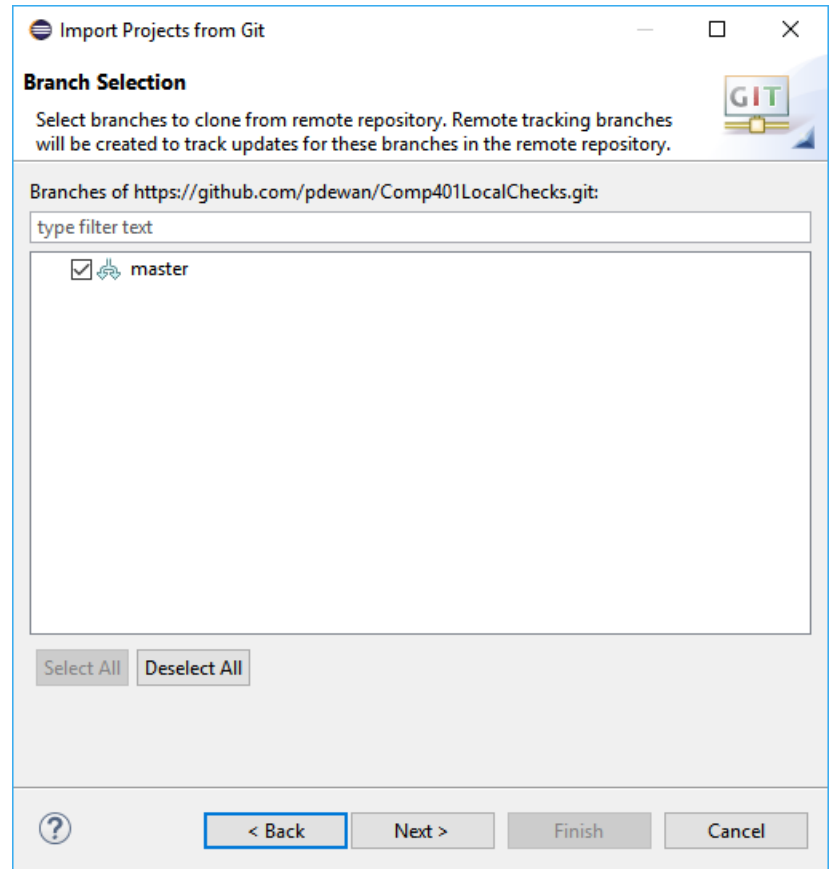 Import Projects from Git
Branch Selection
Select branches to clone from remote repository. Remote tracking branches
will be created to track updates for these branches in the remote repository.
GIT
Branches of https://github.com/pdewan/Comp401LocalChecks.git:
type filter text
master
Select All Deselect All
? < Back Next > Finish Cancel